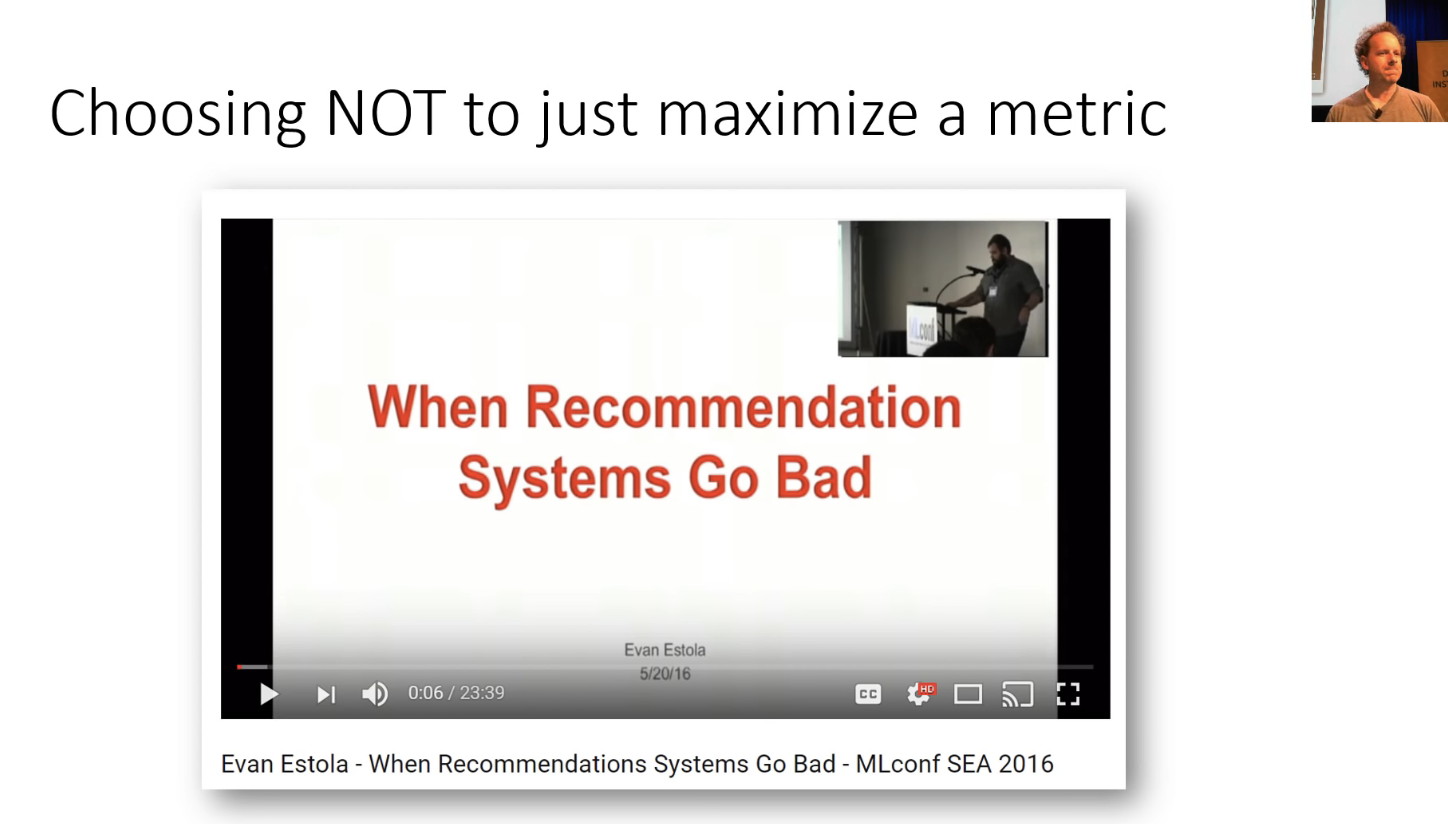 Choosing NOT to just maximize a metric
When Recommendation
Systems Go Bad
MLconf
Evan Estola
5/20/16
0:06 / 23:39
CC
HD
Evan Estola - When Recommendations Systems Go Bad - MLconf SEA 2016